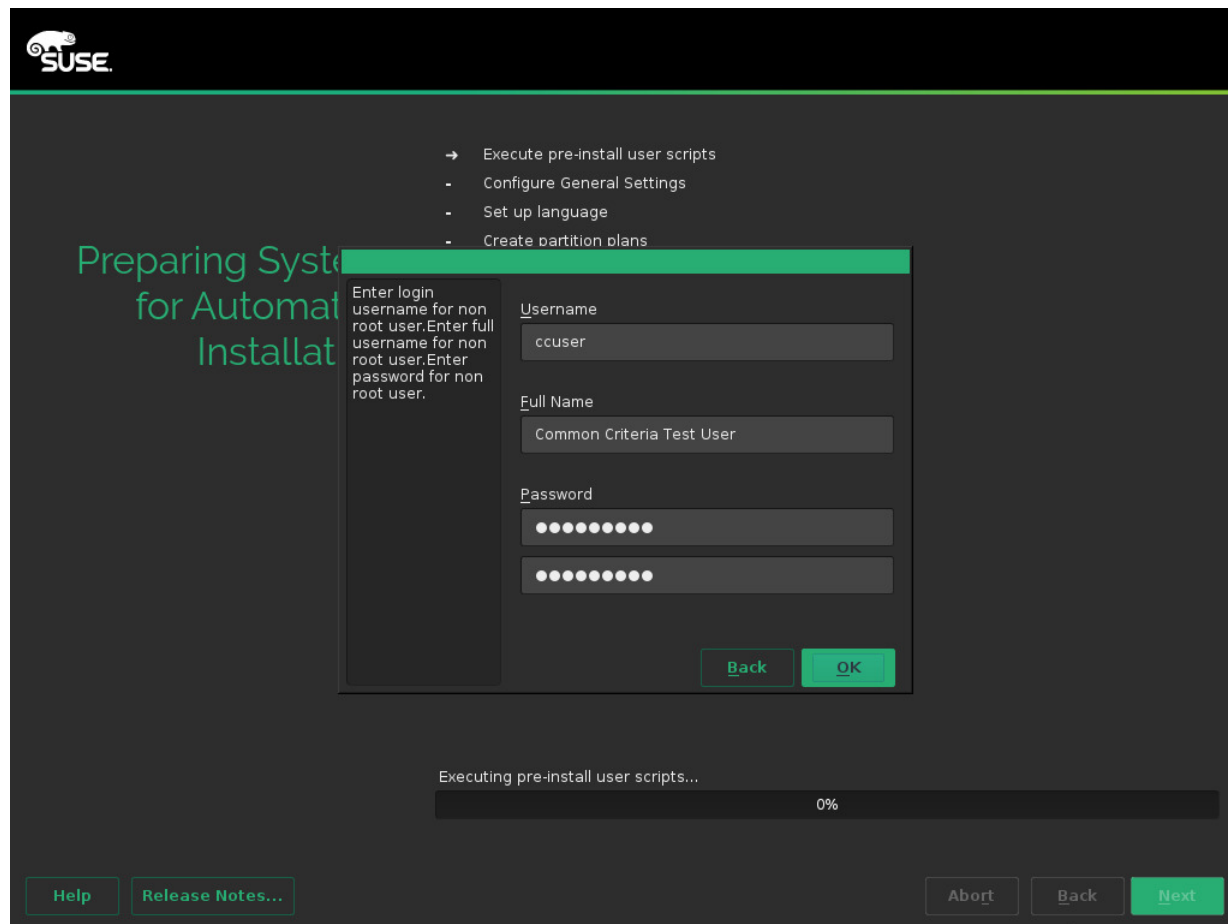 SUSE.
→ Execute pre-install user scripts
- Configure General Settings
- Set up language
- Create partition plans
Preparing Syst
for Automat
Installat
Enter login
username for non
root user.Enter full
username for non
root user.Enter
password for non
root user.
Username
ccuser
Full Name
Common Criteria Test User
Password
●●●●●●●●●
●●●●●●●●●
Back OK
Executing pre-install user scripts...
0%
Help Release Notes... Abort Back Next